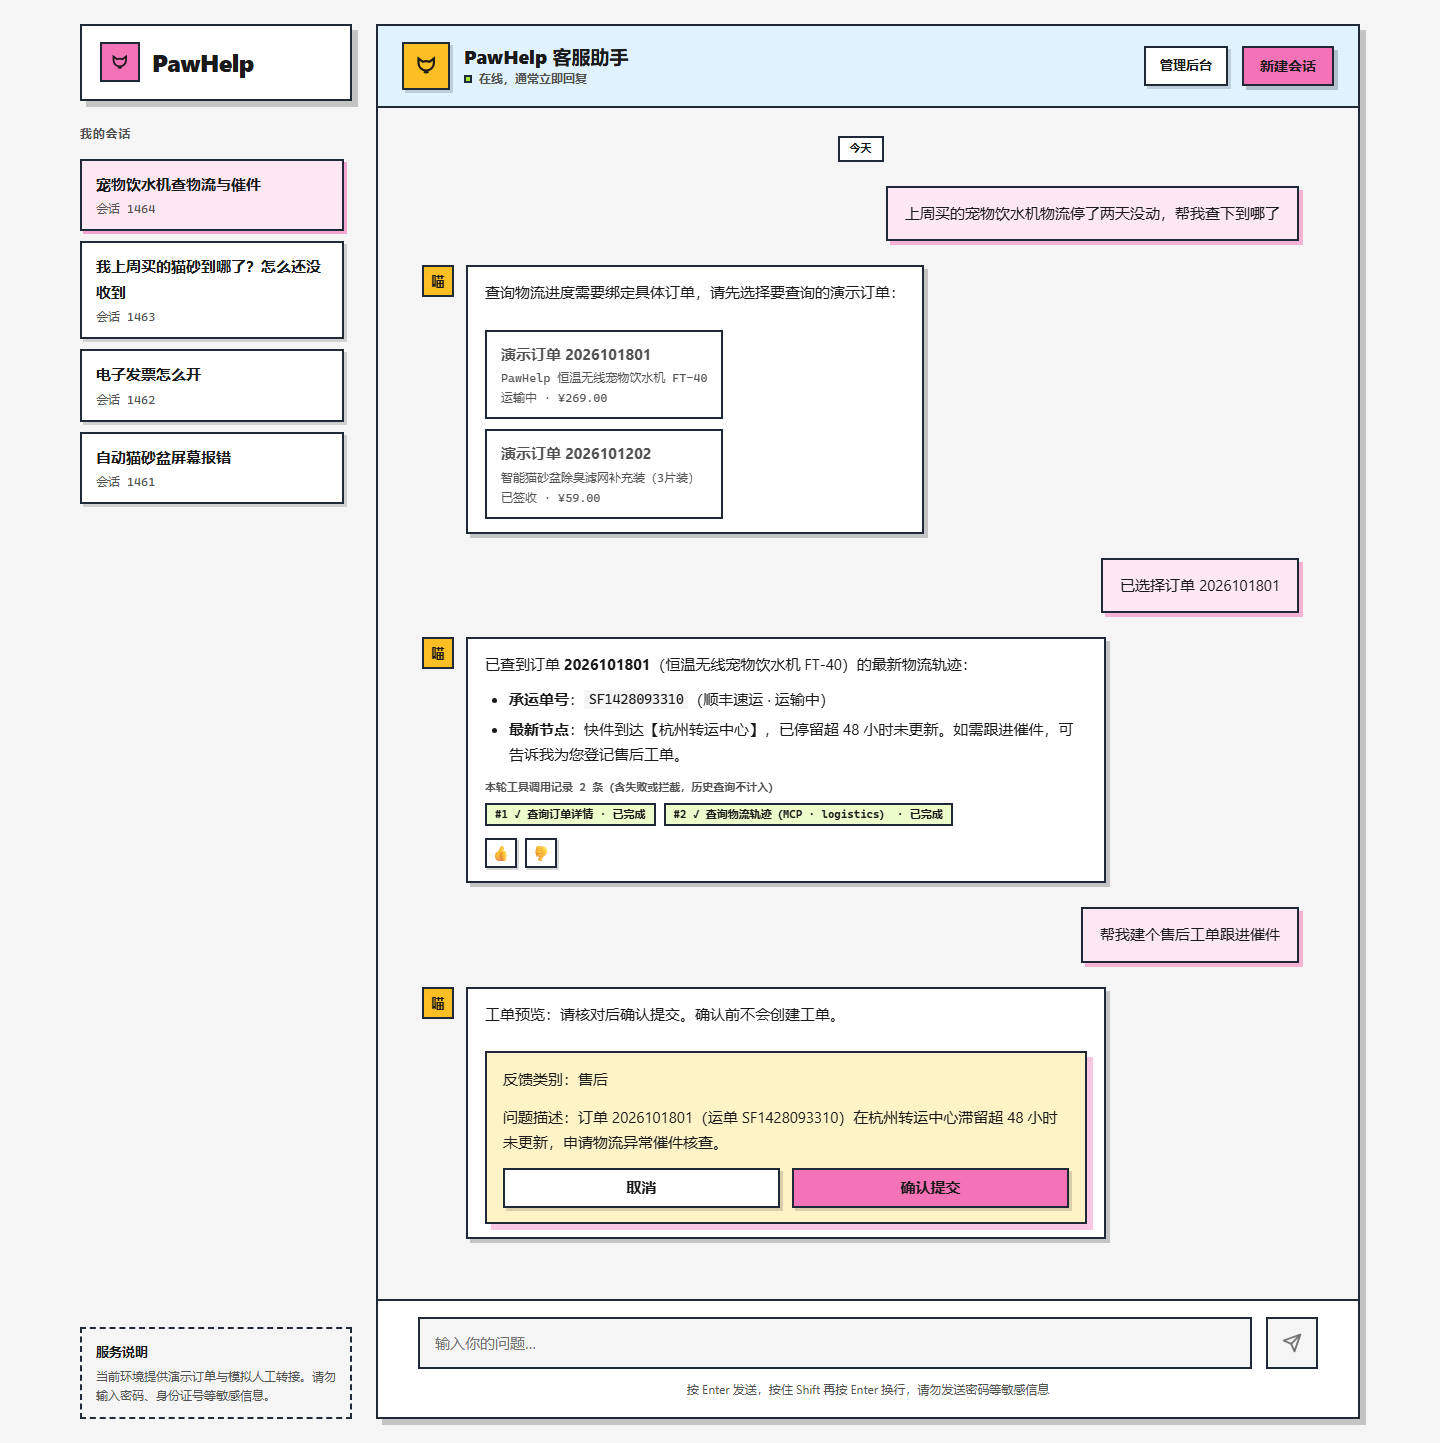 PawHelp
我的会话
宠物饮水机查物流与催件
会话 1464
我上周买的猫砂到哪了？怎么还没
收到
会话 1463
电子发票怎么开
会话 1462
自动猫砂盆屏幕报错
会话 1461
服务说明
当前环境提供演示订单与模拟人工转接。请勿
输入密码、身份证号等敏感信息。
PawHelp 客服助手
在线，通常立即回复
管理后台
新建会话
今天
上周买的宠物饮水机物流停了两天没动，帮我查下到哪了
喵
查询物流进度需要绑定具体订单，请先选择要查询的演示订单：
演示订单 2026101801
PawHelp 恒温无线宠物饮水机 FT-40
运输中 · ¥269.00
演示订单 2026101202
智能猫砂盆除臭滤网补充装（3片装）
已签收 · ¥59.00
已选择订单 2026101801
喵
已查到订单 2026101801（恒温无线宠物饮水机 FT-40）的最新物流轨迹：
• 承运单号： SF1428093310 （顺丰速运 · 运输中）
• 最新节点：快件到达【杭州转运中心】，已停留超 48 小时未更新。如需跟进催件，可
告诉我为您登记售后工单。
本轮工具调用记录 2 条（含失败或拦截，历史查询不计入）
#1 ✓ 查询订单详情 · 已完成
#2 ✓ 查询物流轨迹（MCP · logistics） · 已完成
帮我建个售后工单跟进催件
喵
工单预览：请核对后确认提交。确认前不会创建工单。
反馈类别：售后
问题描述：订单 2026101801（运单 SF1428093310）在杭州转运中心滞留超 48 小时
未更新，申请物流异常催件核查。
取消
确认提交
输入你的问题...
按 Enter 发送，按住 Shift 再按 Enter 换行，请勿发送密码等敏感信息